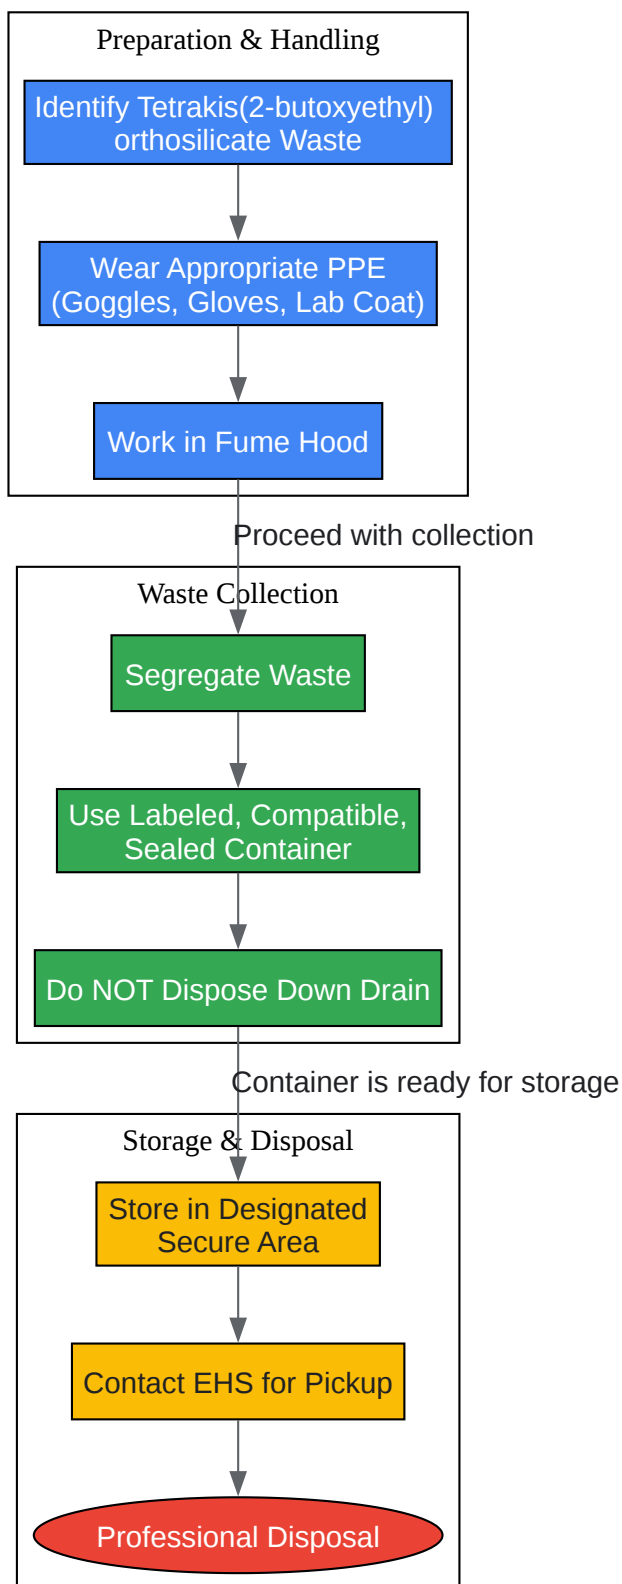 Preparation & Handling
Identify Tetrakis(2-butoxyethyl)
orthosilicate Waste
Wear Appropriate PPE
(Goggles, Gloves, Lab Coat)
Work in Fume Hood
Proceed with collection
Waste Collection
Segregate Waste
Use Labeled, Compatible,
Sealed Container
Do NOT Dispose Down Drain
Container is ready for storage
Storage & Disposal
Store in Designated
Secure Area
Contact EHS for Pickup
Professional Disposal